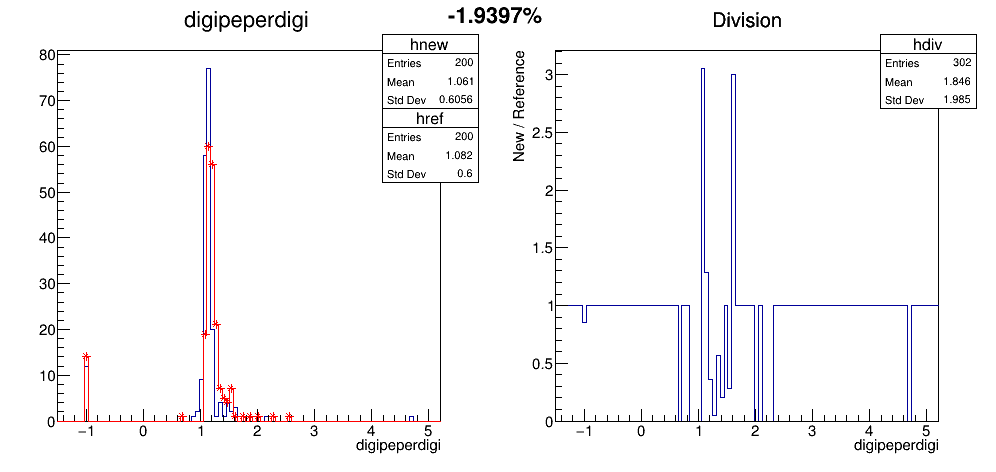 -1.9397%
digipeperdigi
hnew
Entries 200
Mean 1.061
Std Dev 0.6056
href
Entries 200
Mean 1.082
Std Dev 0.6
80
70
60
50
40
30
20
10
0
−1 0 1 2 3 4 5
digipeperdigi
Division
hdiv
Entries 302
Mean 1.846
Std Dev 1.985
New / Reference
3
2.5
2
1.5
1
0.5
0
−1 0 1 2 3 4 5
digipeperdigi